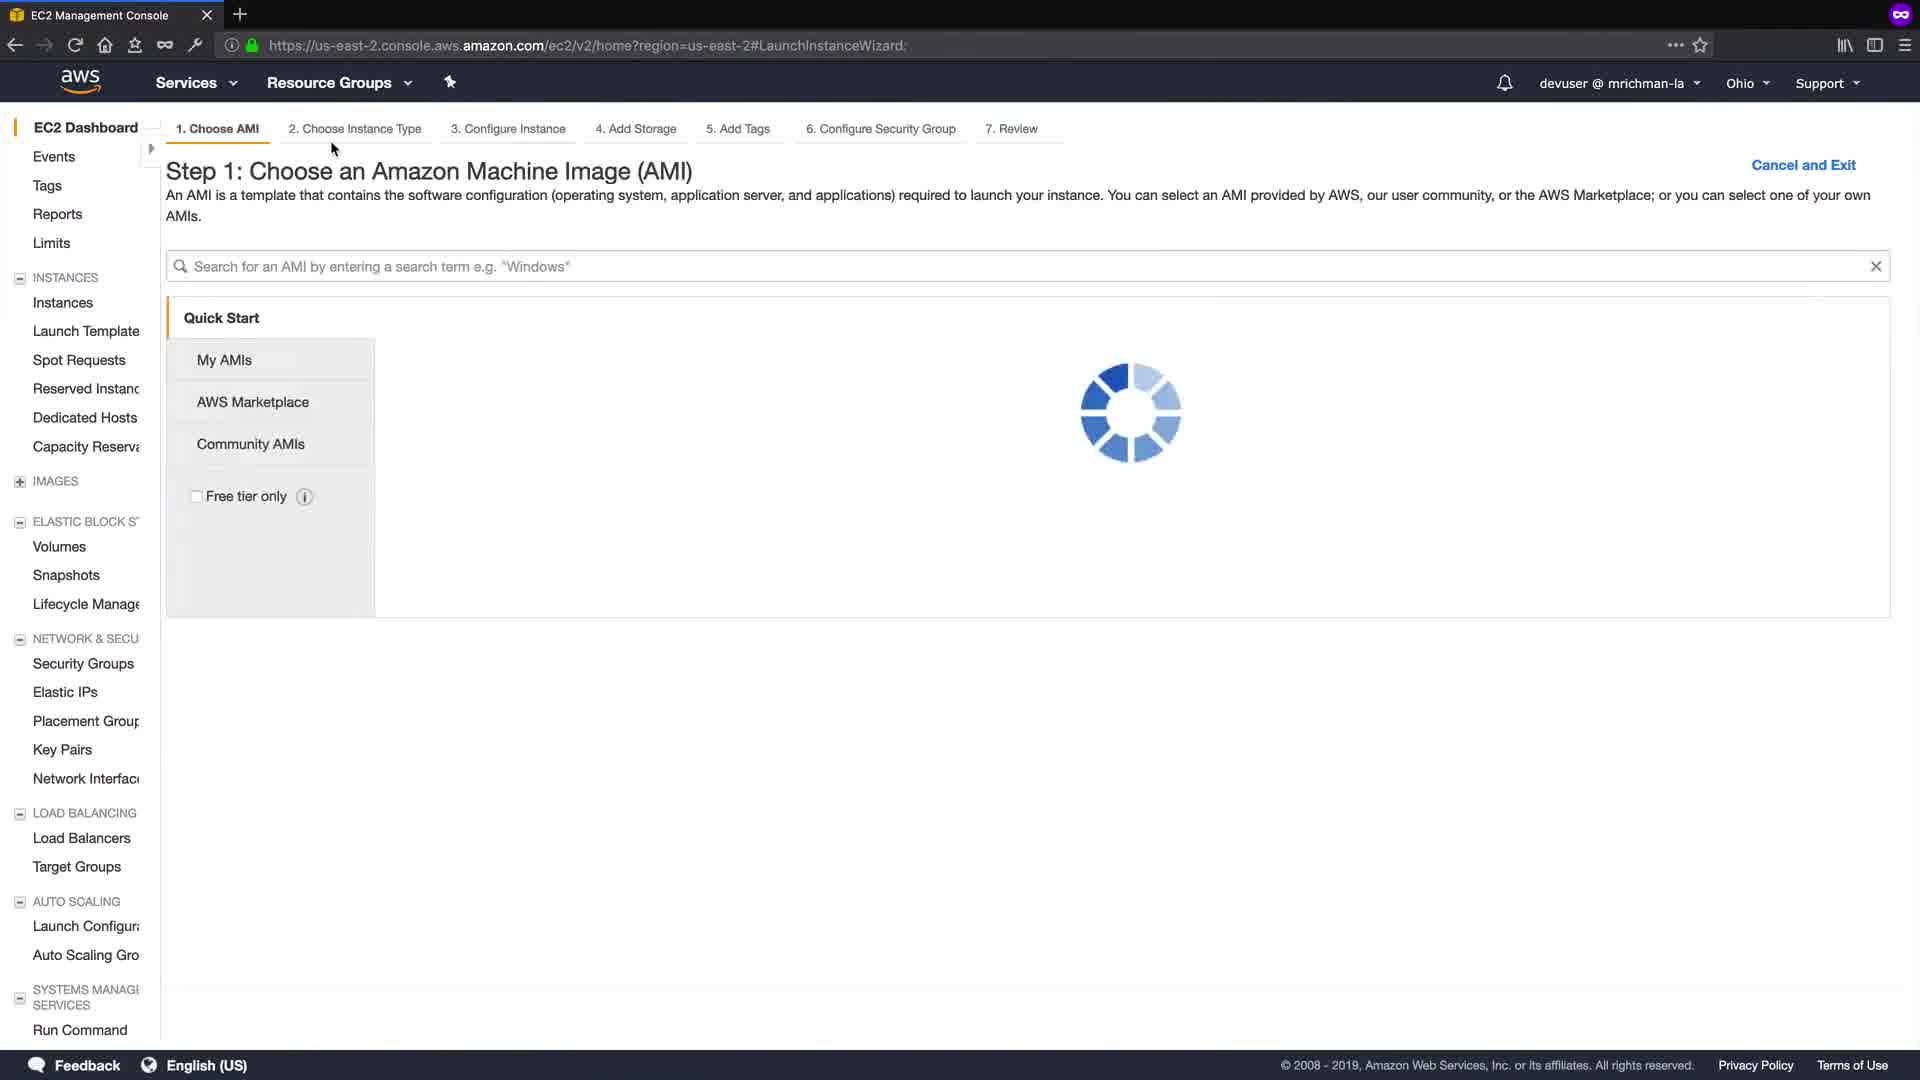 EC2 Management Console
https://us-east-2.console.aws.amazon.com/ec2/v2/home?region=us-east-2#LaunchInstanceWizard:
aws
Services
Resource Groups
devuser @ mrichman-la
Ohio
Support
EC2 Dashboard
Events
Tags
Reports
Limits
INSTANCES
Instances
Launch Template
Spot Requests
Reserved Instanc
Dedicated Hosts
Capacity Reserva
IMAGES
ELASTIC BLOCK ST
Volumes
Snapshots
Lifecycle Manage
NETWORK & SECU
Security Groups
Elastic IPs
Placement Group
Key Pairs
Network Interfac
LOAD BALANCING
Load Balancers
Target Groups
AUTO SCALING
Launch Configura
Auto Scaling Gro
SYSTEMS MANAGE
SERVICES
Run Command
1. Choose AMI
2. Choose Instance Type
3. Configure Instance
4. Add Storage
5. Add Tags
6. Configure Security Group
7. Review
Step 1: Choose an Amazon Machine Image (AMI)
Cancel and Exit
An AMI is a template that contains the software configuration (operating system, application server, and applications) required to launch your instance. You can select an AMI provided by AWS, our user community, or the AWS Marketplace; or you can select one of your own
AMIs.
Search for an AMI by entering a search term e.g. "Windows"
Quick Start
My AMIs
AWS Marketplace
Community AMIs
Free tier only
Feedback
English (US)
© 2008 - 2019, Amazon Web Services, Inc. or its affiliates. All rights reserved.
Privacy Policy
Terms of Use